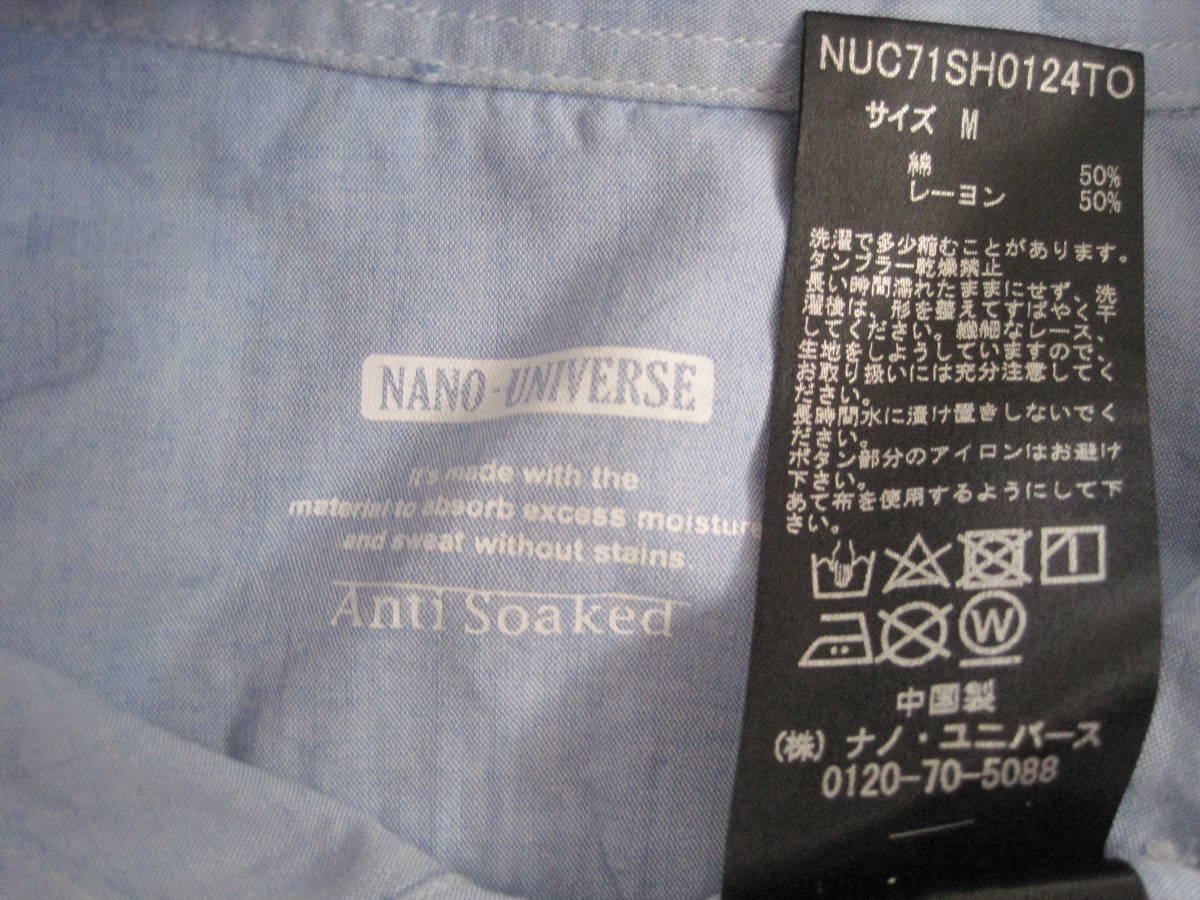 NANO·UNIVERSE
It's made with the
material to absorb excess moisture
and sweat without stains.
Anti Soaked
NUC71SH0124TO
サイズ M
綿 50%
レーヨン 50%
洗濯で多少縮むことがあります。
タンブラー乾燥禁止
長い時間濡れたままにせず、洗
濯後は、形を整えてすばやく干
してください。繊細なレース、
生地をしようしていますので、
お取り扱いには充分注意してく
ださい。
長時間水に漬け置きしないでく
ださい。
ボタン部分のアイロンはお避け
下さい。
あて布を使用するようにして下
さい。
W
中国製
(株) ナノ・ユニバース
0120-70-5088